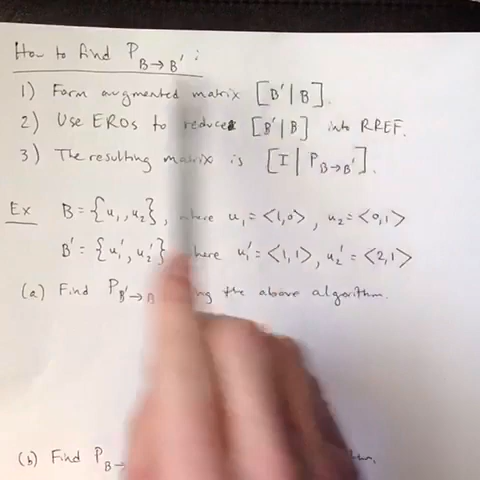 How to find P_{B→B'} :
1) Form augmented matrix [B' | B].
2) Use EROs to reduce [B' | B] into RREF.
3) The resulting matrix is [I | P_{B→B'}].
Ex B = {u₁, u₂}, where u₁ = <1,0>, u₂ = <0,1>
B' = {u₁', u₂'} where u₁' = <1,1>, u₂' = <2,1>
(a) Find P_{B'→B} the above algorithm.
(b) Find P_{B→